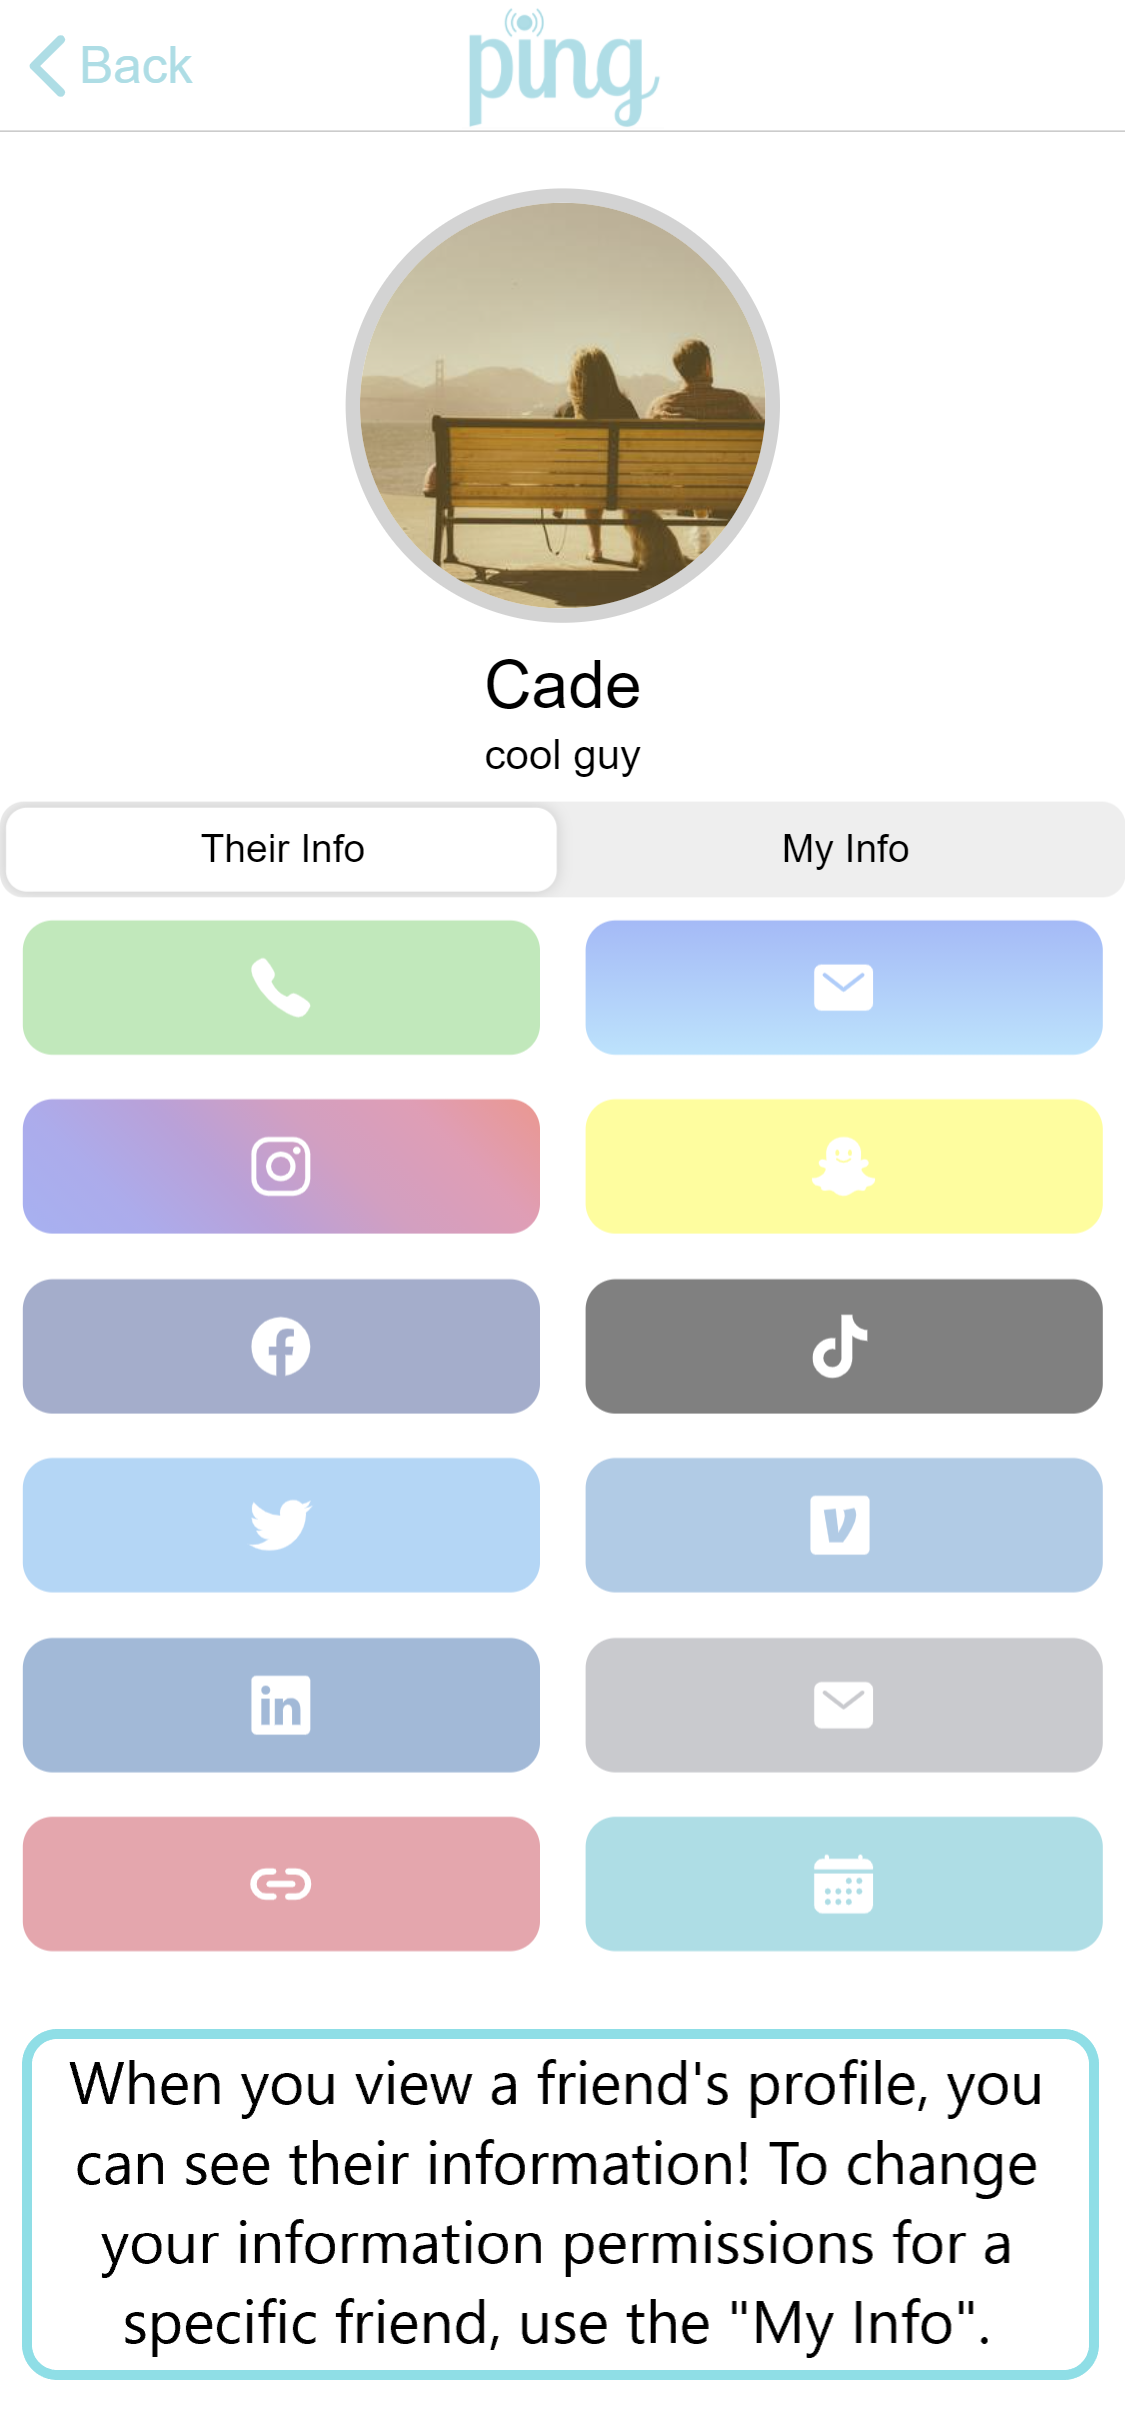 Back
ping
Cade
cool guy
Their Info
My Info
in
When you view a friend's profile, you
can see their information! To change
your information permissions for a
specific friend, use the "My Info".